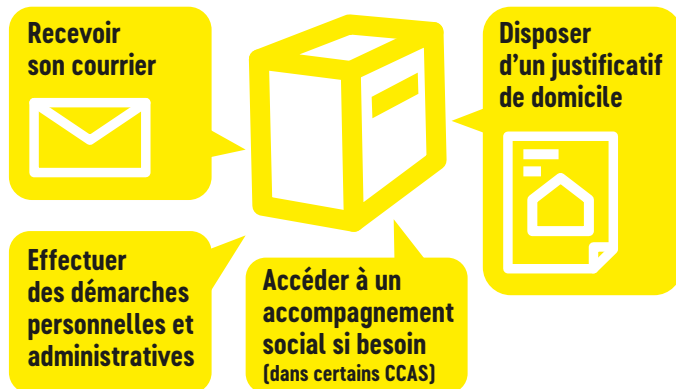 Recevoir
son courrier
Disposer
d'un justificatif
de domicile
Effectuer
des démarches
personnelles et
administratives
Accéder à un
accompagnement
social si besoin
(dans certains CCAS)